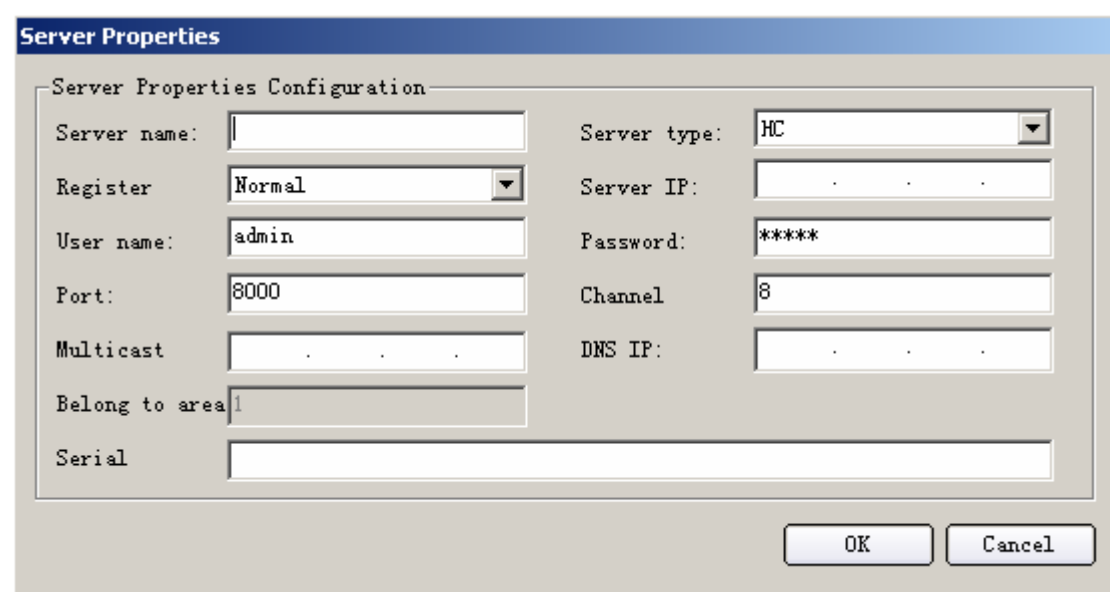 Server Properties
Server Properties Configuration
Server name: Server type: HC
Register Normal Server IP: . . .
User name: admin Password: *****
Port: 8000 Channel 8
Multicast . . . DNS IP: . . .
Belong to area 1
Serial
OK Cancel